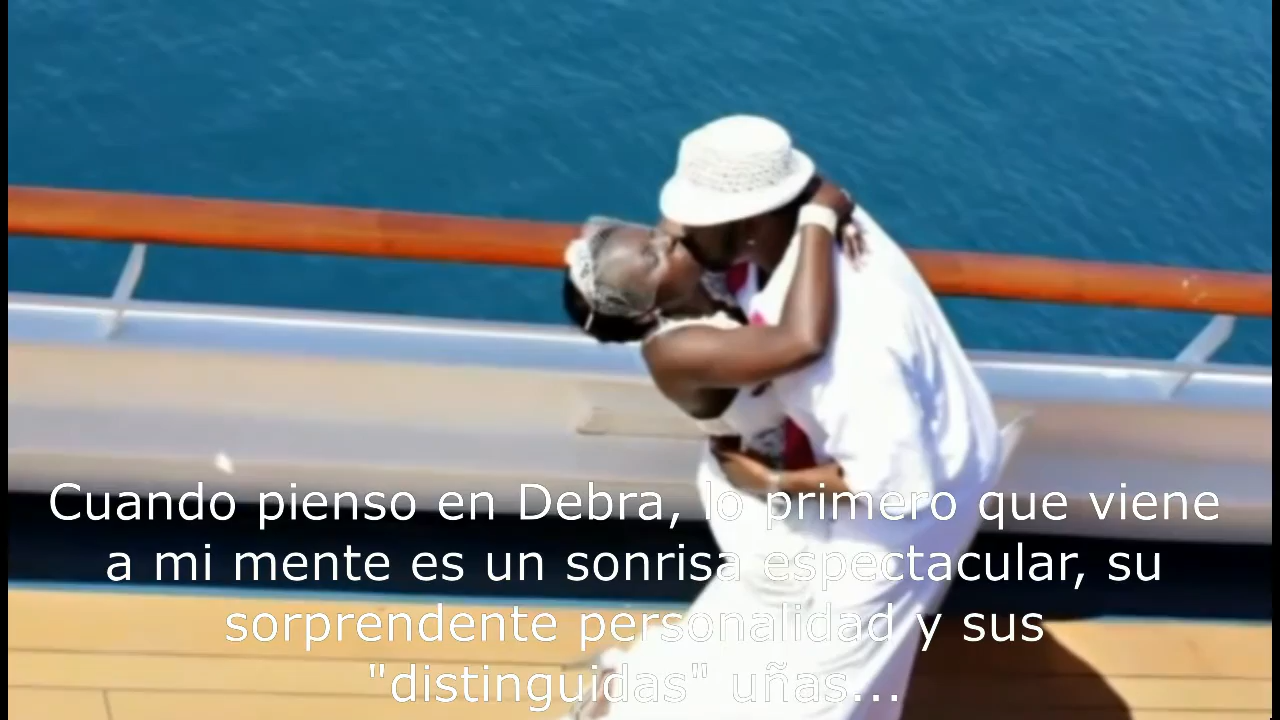 Cuando pienso en Debra, lo primero que viene
a mi mente es un sonrisa espectacular, su
sorprendente personalidad y sus
"distinguidas" uñas...